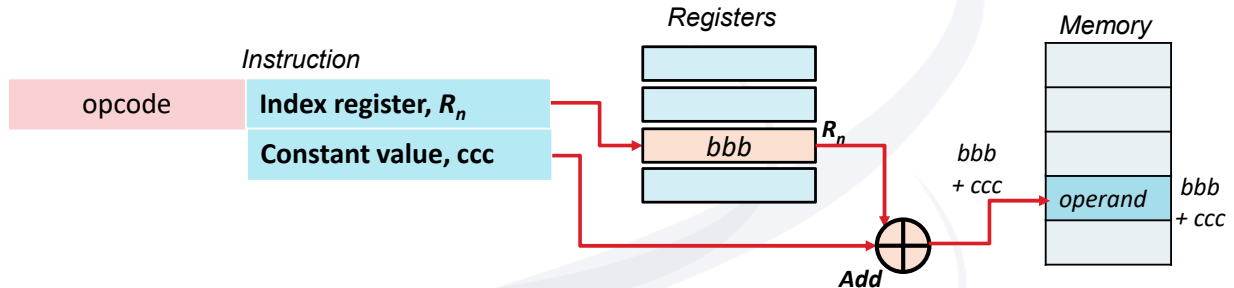 Registers
Memory
Instruction
opcode
Index register, Rn
Constant value, ccc
bbb
Rn
bbb
+ ccc
operand
bbb
+ ccc
Add